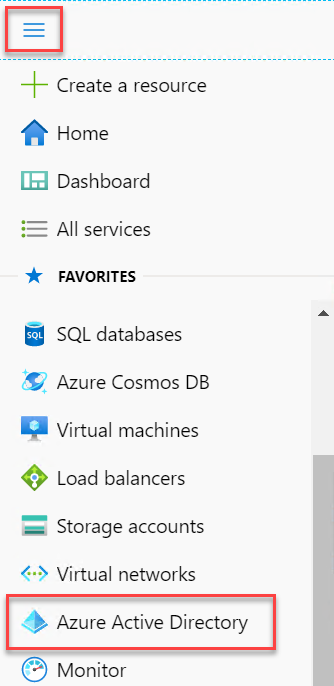 Create a resource
Home
Dashboard
All services
FAVORITES
SQL databases
Azure Cosmos DB
Virtual machines
Load balancers
Storage accounts
Virtual networks
Azure Active Directory
Monitor